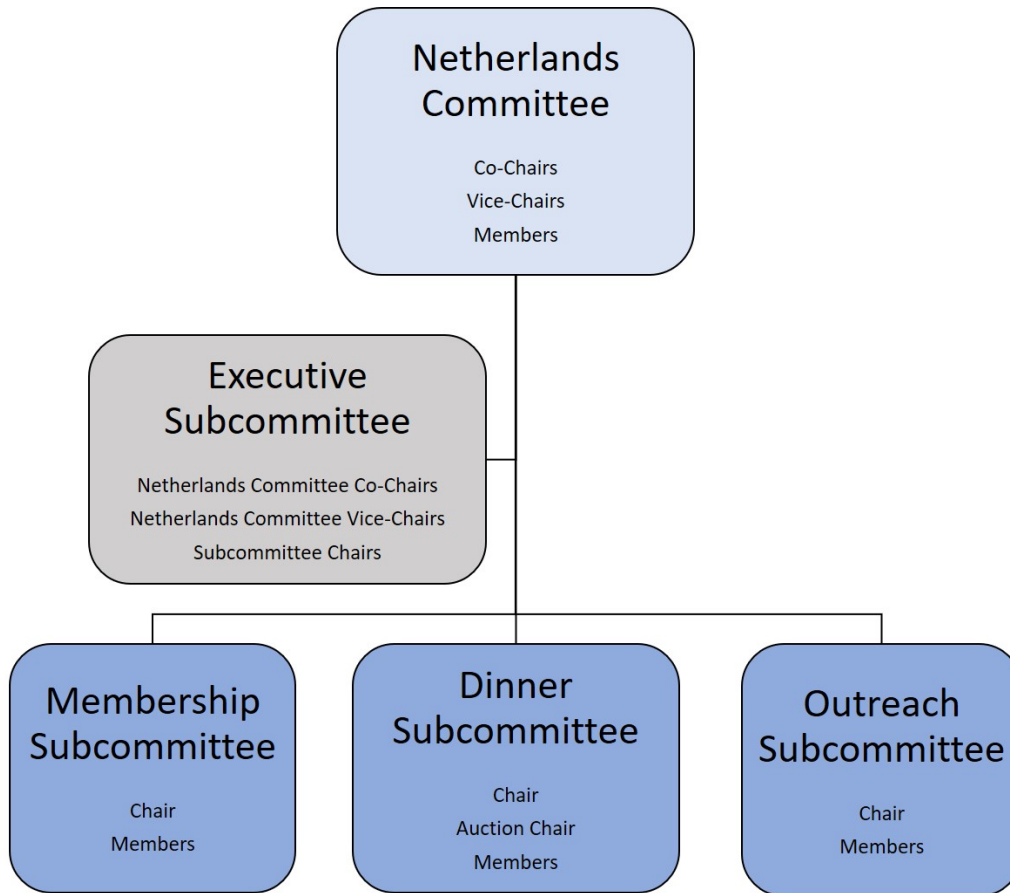 Netherlands
Committee
Co-Chairs
Vice-Chairs
Members
Executive
Subcommittee
Netherlands Committee Co-Chairs
Netherlands Committee Vice-Chairs
Subcommittee Chairs
Membership
Subcommittee
Chair
Members
Dinner
Subcommittee
Chair
Auction Chair
Members
Outreach
Subcommittee
Chair
Members